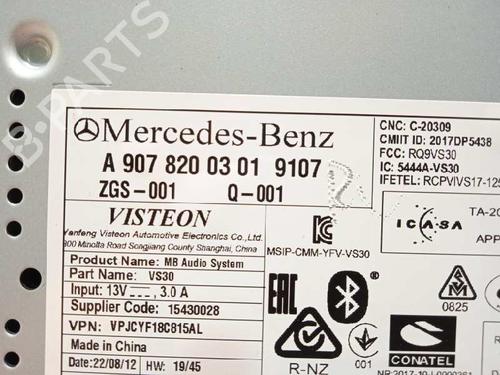 B-PARTS
Mercedes-Benz
A 907 820 03 01 9107
ZGS-001 Q-001
VISTEON
Yanfeng Visteon Automotive Electronics Co.,Ltd.
300 Minolta Road Songjiang County Shanghai, China
Product Name: MB Audio System
Part Name: VS30
Input: 13V 3.0 A
Supplier Code: 15430028
VPN: VPJCYF18C815AL
Made in China
Date:22/08/12 HW: 19/45
CNC: C-20309
CMIIT ID: 2017DP5438
FCC: RQ9VS30
IC: 5444A-VS30
IFETEL: RCPVIVS17-125
MSIP-CMM-YFV-VS30
ICASA
TA-20
APP
EAC
R-NZ
001
0825
CONATEL